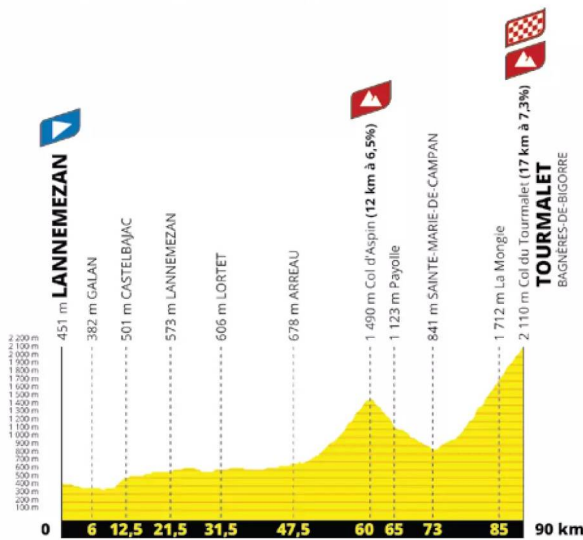 451 m LANNEMEZAN
382 m GALAN
501 m CASTELBAJAC
573 m LANNEMEZAN
606 m LORTET
678 m ARREAU
1 490 m Col d'Aspin (12 km à 6,5%)
1 123 m Payolle
841 m SAINTE-MARIE-DE-CAMPAN
1 712 m La Mongie
2 110 m Col du Tourmalet (17 km à 7,3%)
TOURMALET
BAGNÈRES-DE-BIGORRE
2 200 m
2 100 m
2 000 m
1 900 m
1 800 m
1 700 m
1 600 m
1 500 m
1 400 m
1 300 m
1 200 m
1 100 m
1 000 m
900 m
800 m
700 m
600 m
500 m
400 m
300 m
200 m
100 m
0 6 12,5 21,5 31,5 47,5 60 65 73 85 90 km